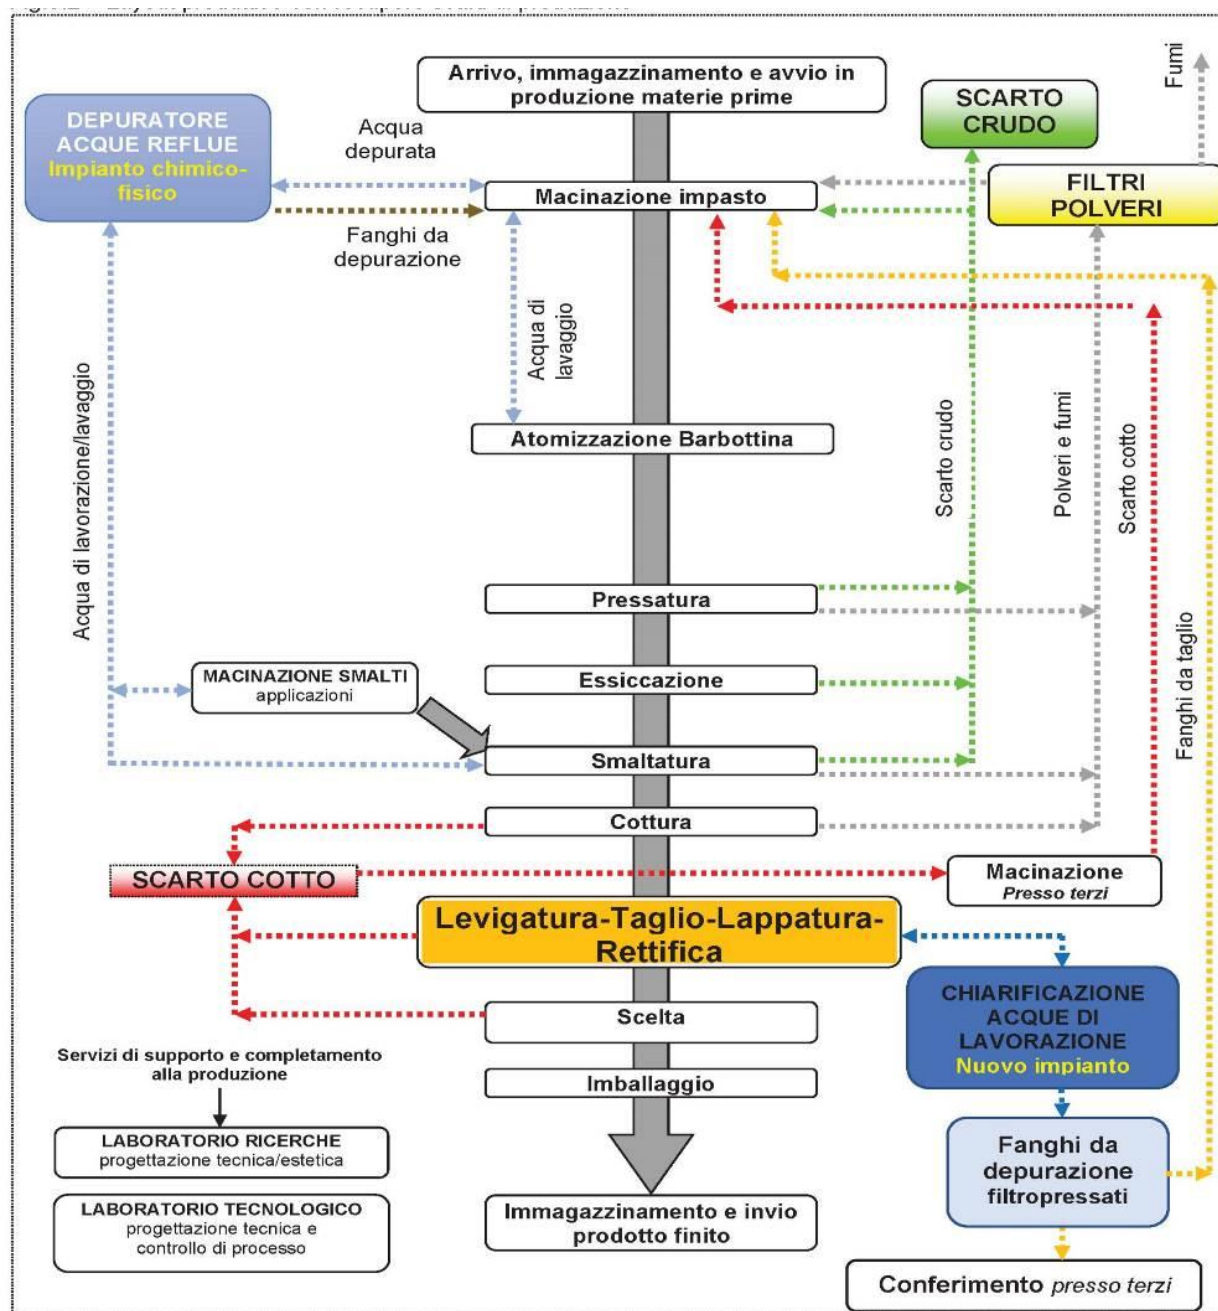 Arrivo, immagazzinamento e avvio in
produzione materie prime
Fumi
SCARTO
CRUDO
DEPURATORE
ACQUE REFLUE
Impianto chimico-
fisico
Acqua
depurata
Macinazione impasto
FILTRI
POLVERI
Fanghi da
depurazione
Acqua di
lavaggio
Atomizzazione Barbottina
Acqua di lavorazione/lavaggio
Scarto crudo
Polveri e fumi
Scarto cotto
Fanghi da taglio
Pressatura
MACINAZIONE SMALTI
applicazioni
Essiccazione
Smaltatura
Cottura
SCARTO COTTO
Macinazione
Presso terzi
Levigatura-Taglio-Lappatura-
Rettifica
CHIARIFICAZIONE
ACQUE DI
LAVORAZIONE
Nuovo impianto
Scelta
Servizi di supporto e completamento
alla produzione
Imballaggio
LABORATORIO RICERCHE
progettazione tecnica/estetica
Fanghi da
depurazione
filtropressati
LABORATORIO TECNOLOGICO
progettazione tecnica e
controllo di processo
Immagazzinamento e invio
prodotto finito
Conferimento presso terzi